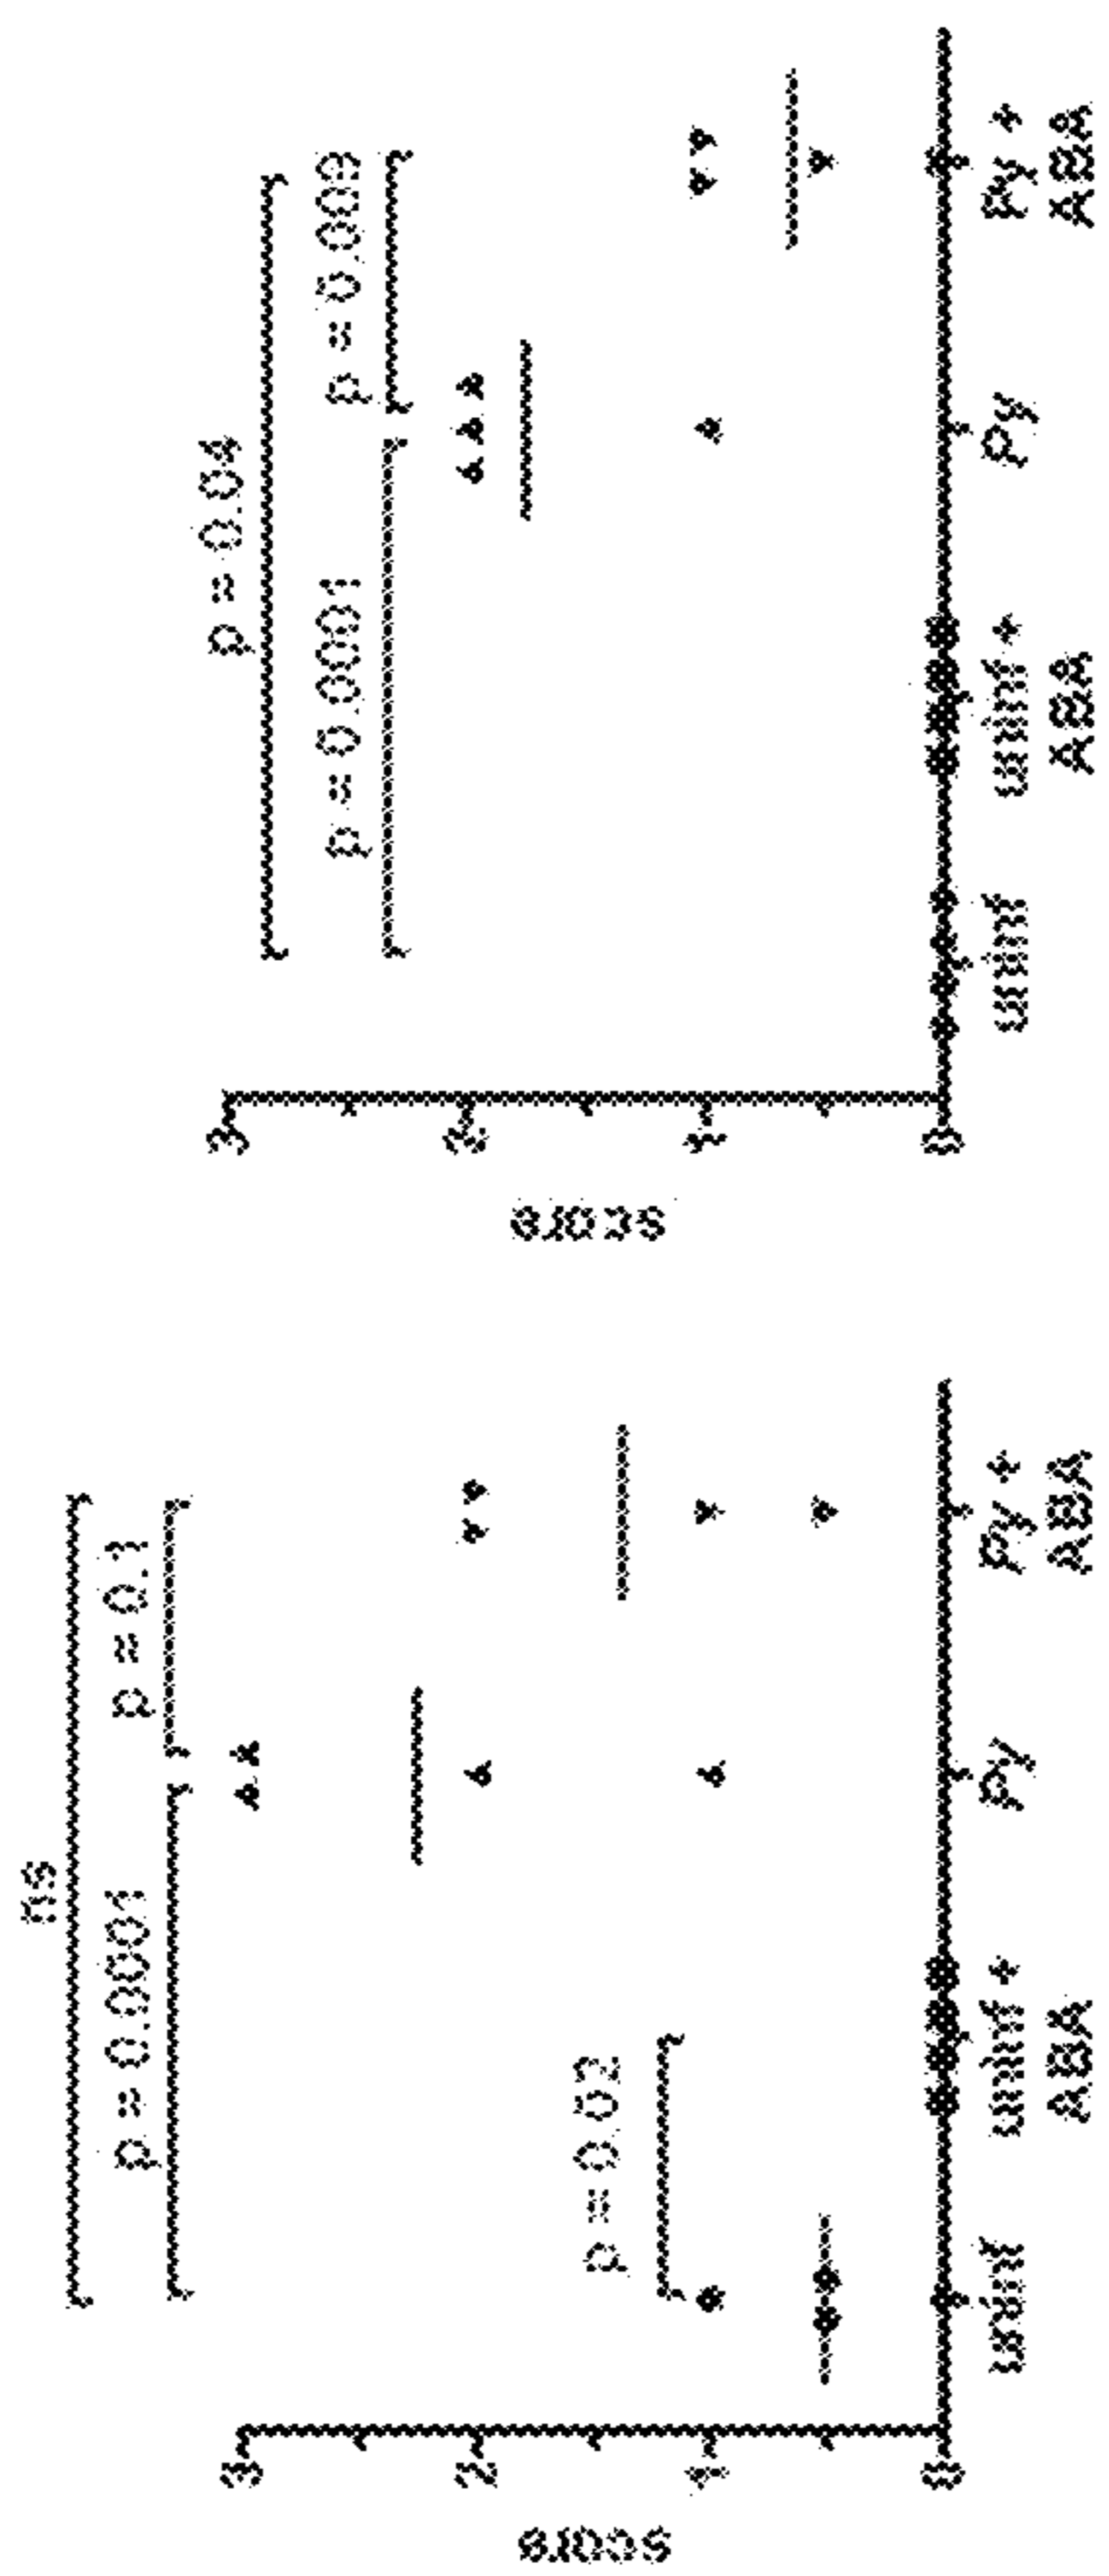 ns
p = 0.0001
p = 0.1
p = 0.02
score
3
2
1
0
uninf
uninf +
ABA
Py
Py +
ABA
p = 0.04
p = 0.0001
p = 0.009
score
3
2
1
0
uninf
uninf +
ABA
Py
Py +
ABA